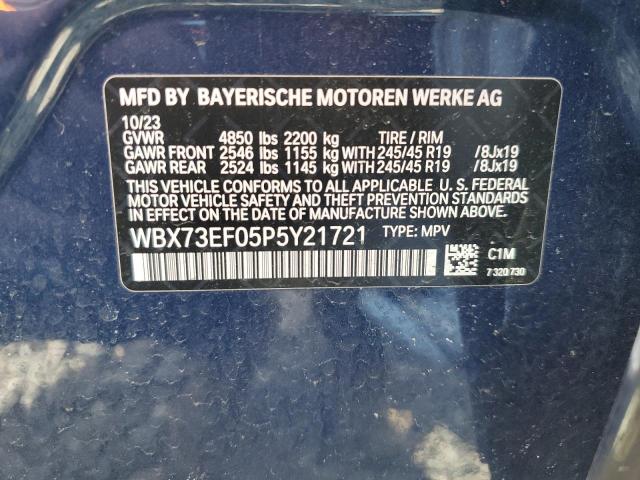 MFD BY BAYERISCHE MOTOREN WERKE AG
10/23
GVWR 4850 lbs 2200 kg TIRE / RIM
GAWR FRONT 2546 lbs 1155 kg WITH 245/45 R19 /8Jx19
GAWR REAR 2524 lbs 1145 kg WITH 245/45 R19 /8Jx19
THIS VEHICLE CONFORMS TO ALL APPLICABLE U. S. FEDERAL
MOTOR VEHICLE SAFETY AND THEFT PREVENTION STANDARDS
IN EFFECT ON THE DATE OF MANUFACTURE SHOWN ABOVE.
WBX73EF05P5Y21721 TYPE: MPV
C1M
7 320 730